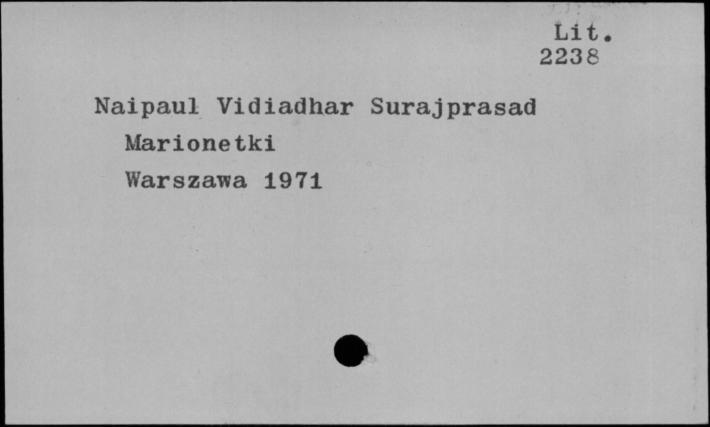 Lit.
2238
Naipaul Vidiadhar Surajprasad
Marionetki
Warszawa 1971